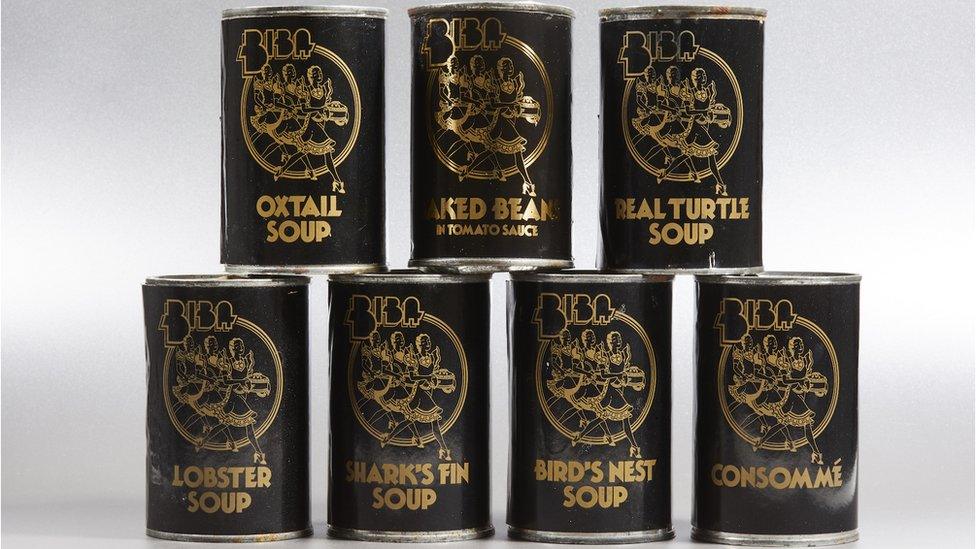 BIBA
OXTAIL
SOUP
BIBA
BAKED BEANS
IN TOMATO SAUCE
BIBA
REAL TURTLE
SOUP
BIBA
LOBSTER
SOUP
BIBA
SHARK'S FIN
SOUP
BIBA
BIRD'S NEST
SOUP
BIBA
CONSOMMÉ